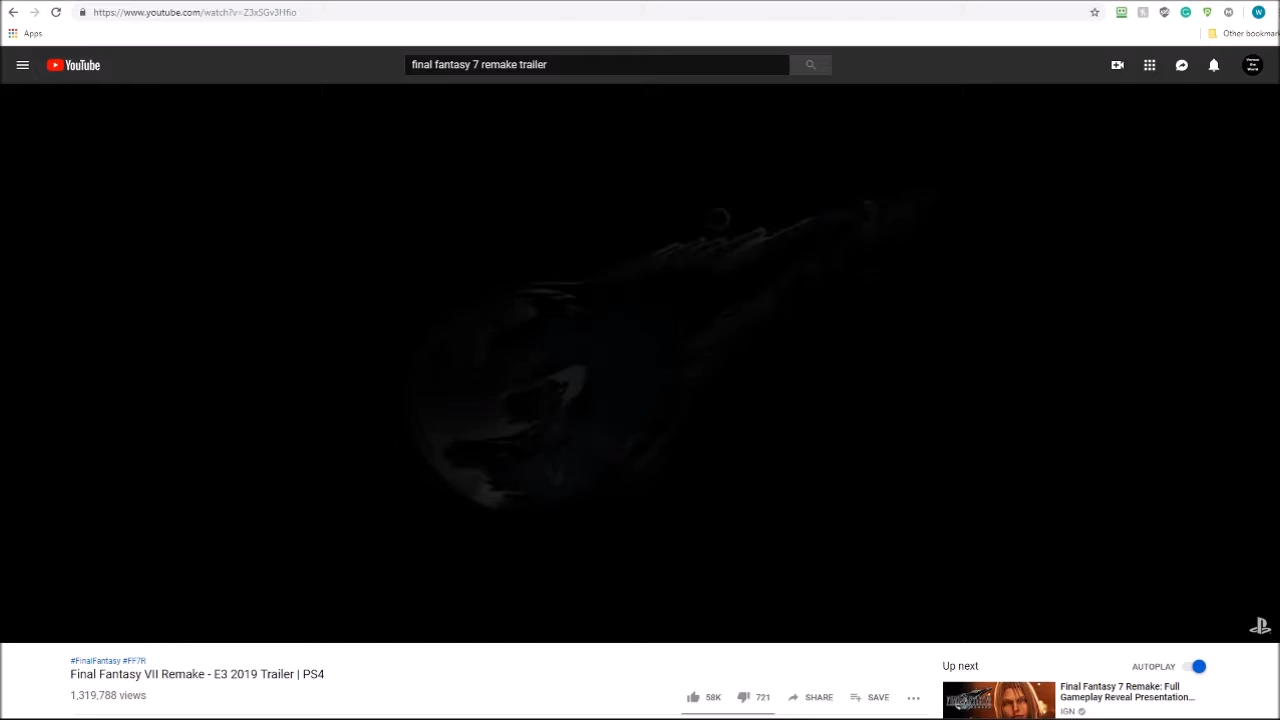 https://www.youtube.com/watch?v=Z3xSGv3Hfio
Apps
Other bookmar
YouTube
final fantasy 7 remake trailer
#FinalFantasy #FF7R
Final Fantasy VII Remake - E3 2019 Trailer | PS4
1,319,788 views
58K
721
SHARE
SAVE
Up next
AUTOPLAY
Final Fantasy 7 Remake: Full
Gameplay Reveal Presentation...
IGN